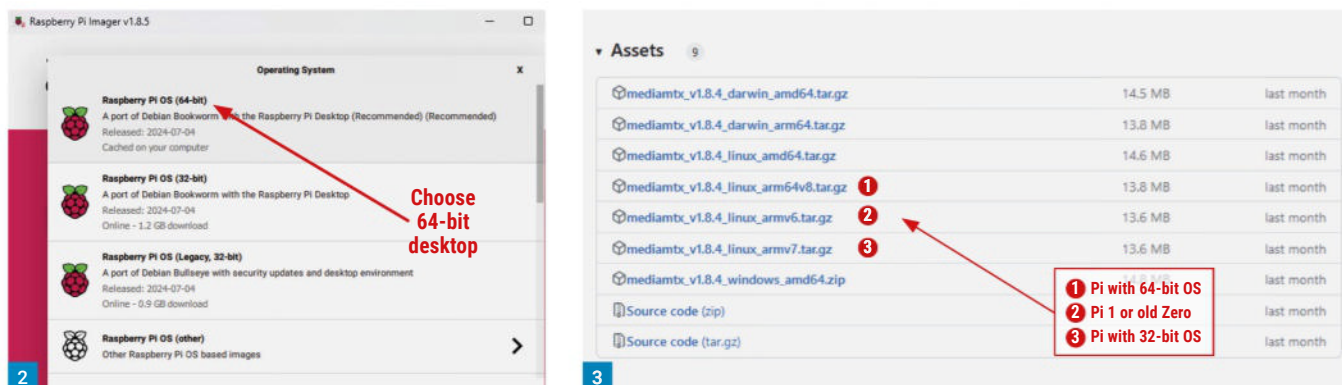 Raspberry Pi Imager v1.8.5
Operating System
X
Raspberry Pi OS (64-bit)
A port of Debian Bookworm with the Raspberry Pi Desktop (Recommended) (Recommended)
Released: 2024-07-04
Cached on your computer
Raspberry Pi OS (32-bit)
A port of Debian Bookworm with the Raspberry Pi Desktop
Released: 2024-07-04
Online - 1.2 GB download
Raspberry Pi OS (Legacy, 32-bit)
A port of Debian Bullseye with security updates and desktop environment
Released: 2024-07-04
Online - 0.9 GB download
Raspberry Pi OS (other)
Other Raspberry Pi OS based images
Choose
64-bit
desktop
2
Assets 9
mediamtx_v1.8.4_darwin_amd64.tar.gz 14.5 MB last month
mediamtx_v1.8.4_darwin_arm64.tar.gz 13.8 MB last month
mediamtx_v1.8.4_linux_amd64.tar.gz 14.6 MB last month
mediamtx_v1.8.4_linux_arm64v8.tar.gz 1 13.8 MB last month
mediamtx_v1.8.4_linux_armv6.tar.gz 2 13.6 MB last month
mediamtx_v1.8.4_linux_armv7.tar.gz 3 13.6 MB last month
mediamtx_v1.8.4_windows_amd64.zip last month
Source code (zip) last month
Source code (tar.gz) last month
1 Pi with 64-bit OS
2 Pi 1 or old Zero
3 Pi with 32-bit OS
3